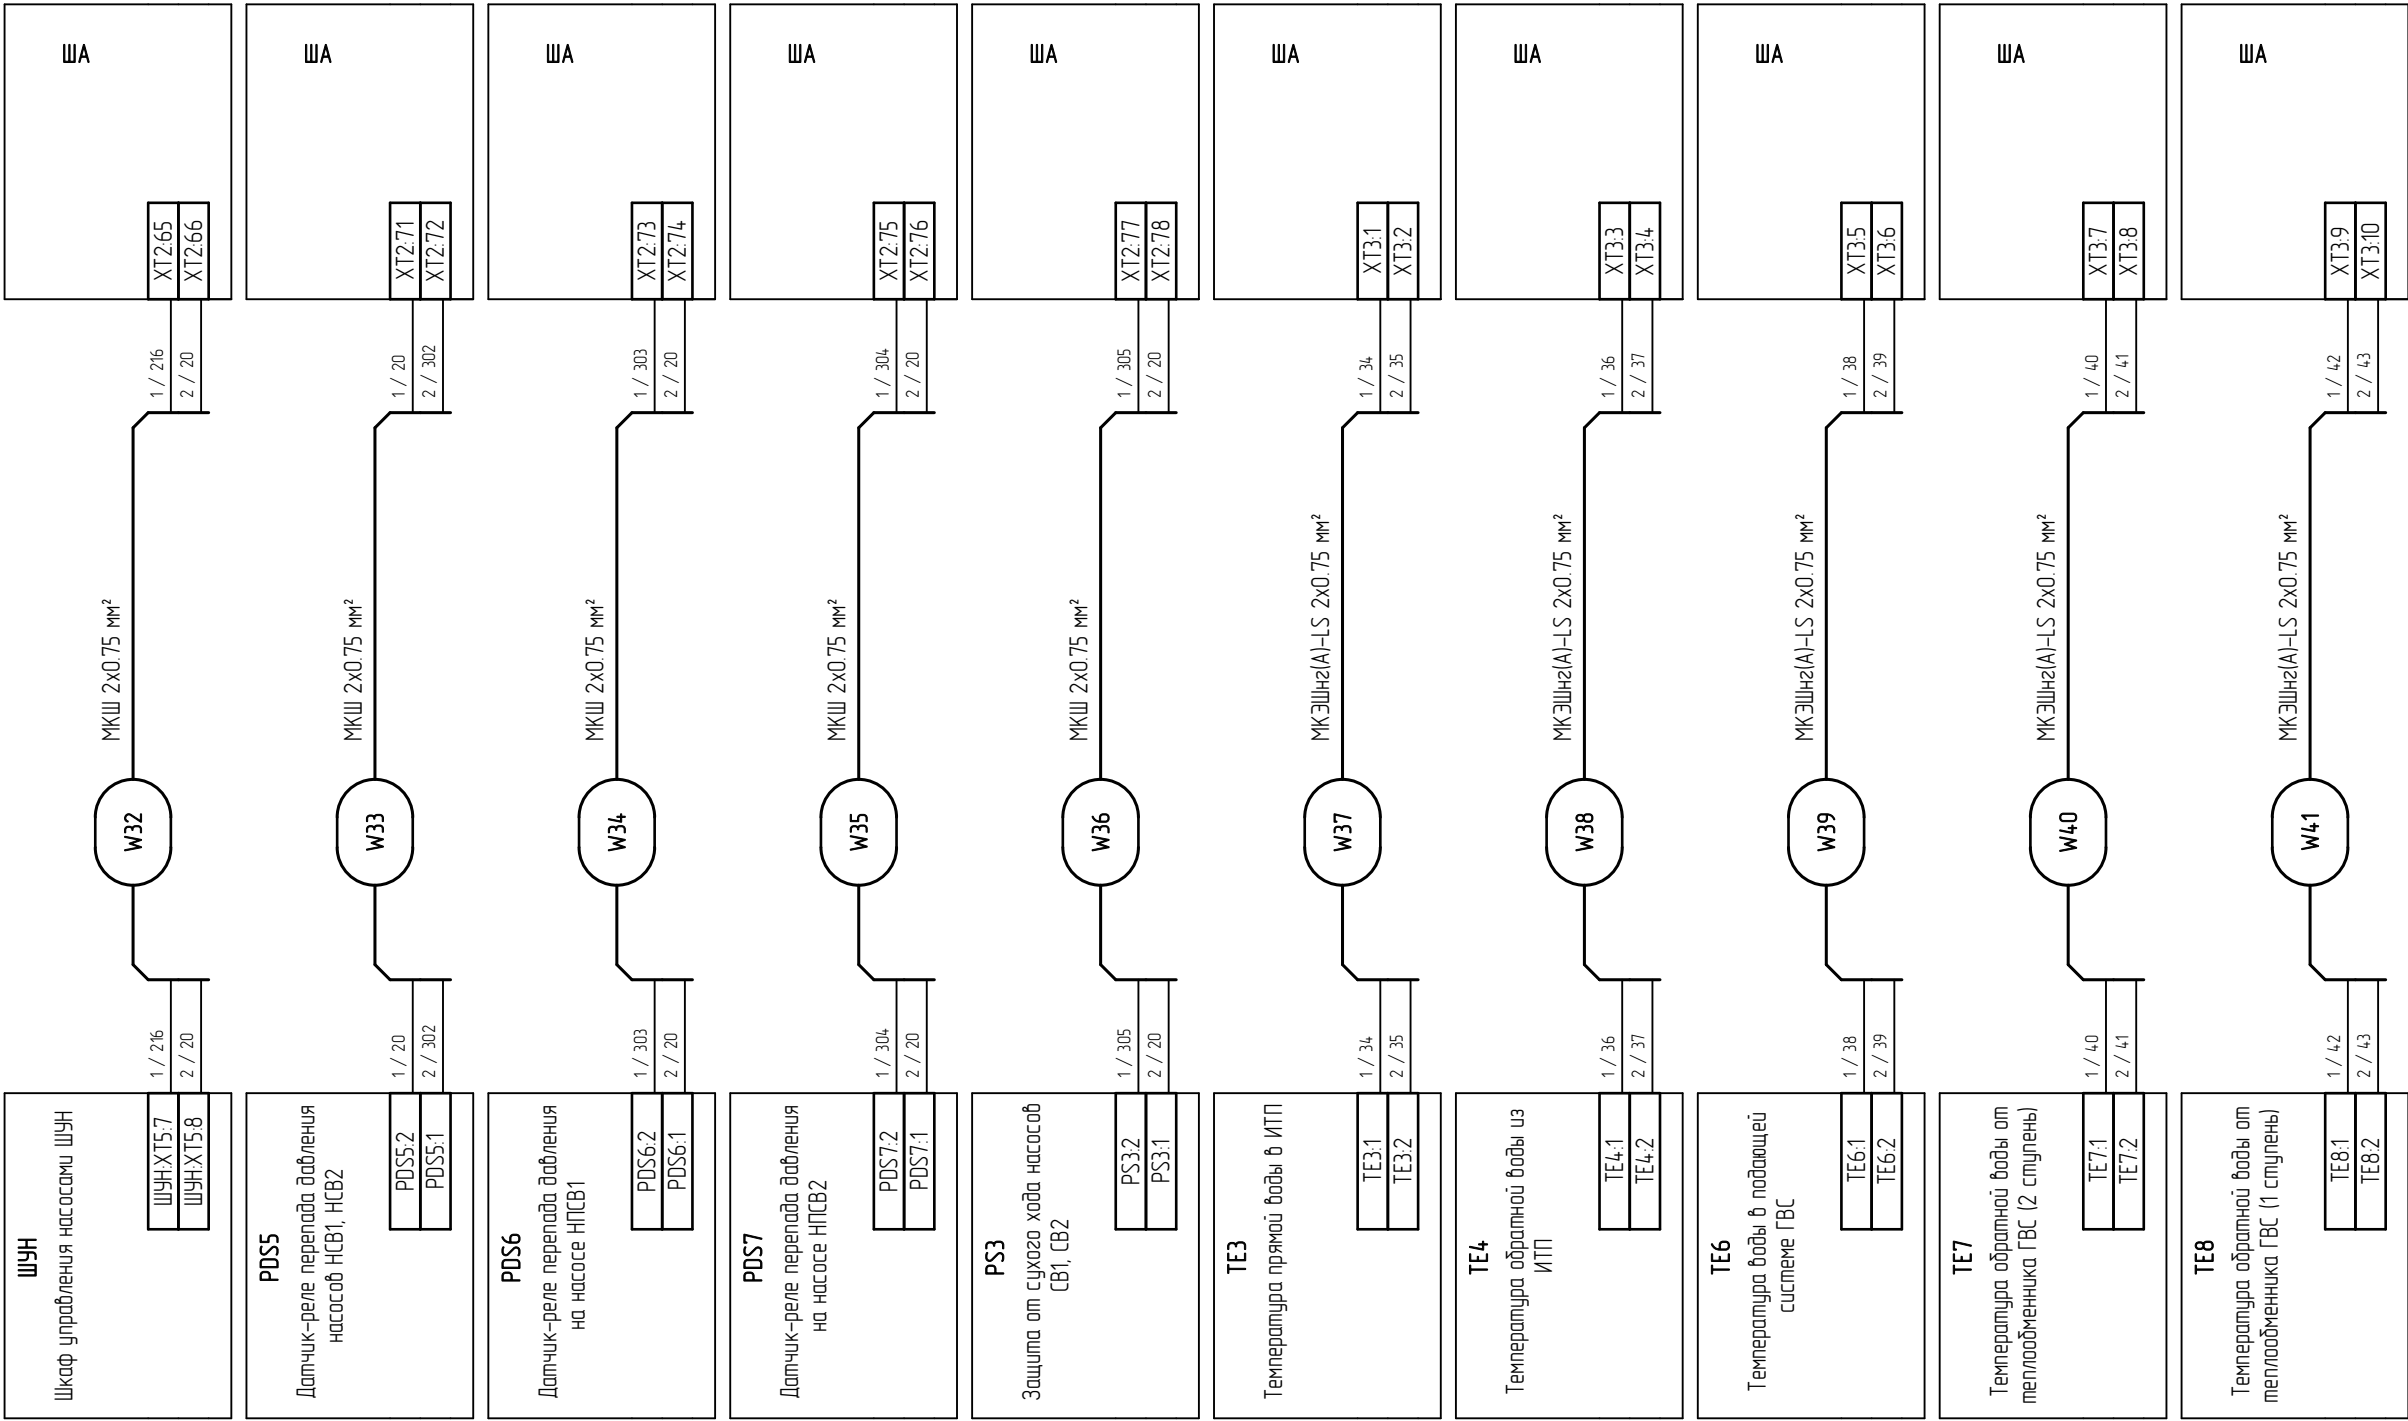 ШУН
Шкаф управления насосами ШУН
ШУН:XT5:7
ШУН:XT5:8
1 / 216
2 / 20
W32
МКШ 2x0.75 мм²
1 / 216
2 / 20
XT2:65
XT2:66
ША
PDS5
Датчик-реле перепада давления
насосов НСВ1, НСВ2
PDS5:2
PDS5:1
1 / 20
2 / 302
W33
МКШ 2x0.75 мм²
1 / 20
2 / 302
XT2:71
XT2:72
ША
PDS6
Датчик-реле перепада давления
на насосе НПСВ1
PDS6:2
PDS6:1
1 / 303
2 / 20
W34
МКШ 2x0.75 мм²
1 / 303
2 / 20
XT2:73
XT2:74
ША
PDS7
Датчик-реле перепада давления
на насосе НПСВ2
PDS7:2
PDS7:1
1 / 304
2 / 20
W35
МКШ 2x0.75 мм²
1 / 304
2 / 20
XT2:75
XT2:76
ША
PS3
Защита от сухого хода насосов
СВ1, СВ2
PS3:2
PS3:1
1 / 305
2 / 20
W36
МКШ 2x0.75 мм²
1 / 305
2 / 20
XT2:77
XT2:78
ША
TE3
Температура прямой воды в ИТП
TE3:1
TE3:2
1 / 34
2 / 35
W37
МКЭШнг(А)-LS 2x0.75 мм²
1 / 34
2 / 35
XT3:1
XT3:2
ША
TE4
Температура обратной воды из
ИТП
TE4:1
TE4:2
1 / 36
2 / 37
W38
МКЭШнг(А)-LS 2x0.75 мм²
1 / 36
2 / 37
XT3:3
XT3:4
ША
TE6
Температура воды в подающей
системе ГВС
TE6:1
TE6:2
1 / 38
2 / 39
W39
МКЭШнг(А)-LS 2x0.75 мм²
1 / 38
2 / 39
XT3:5
XT3:6
ША
TE7
Температура обратной воды от
теплообменника ГВС (2 ступень)
TE7:1
TE7:2
1 / 40
2 / 41
W40
МКЭШнг(А)-LS 2x0.75 мм²
1 / 40
2 / 41
XT3:7
XT3:8
ША
TE8
Температура обратной воды от
теплообменника ГВС (1 ступень)
TE8:1
TE8:2
1 / 42
2 / 43
W41
МКЭШнг(А)-LS 2x0.75 мм²
1 / 42
2 / 43
XT3:9
XT3:10
ША